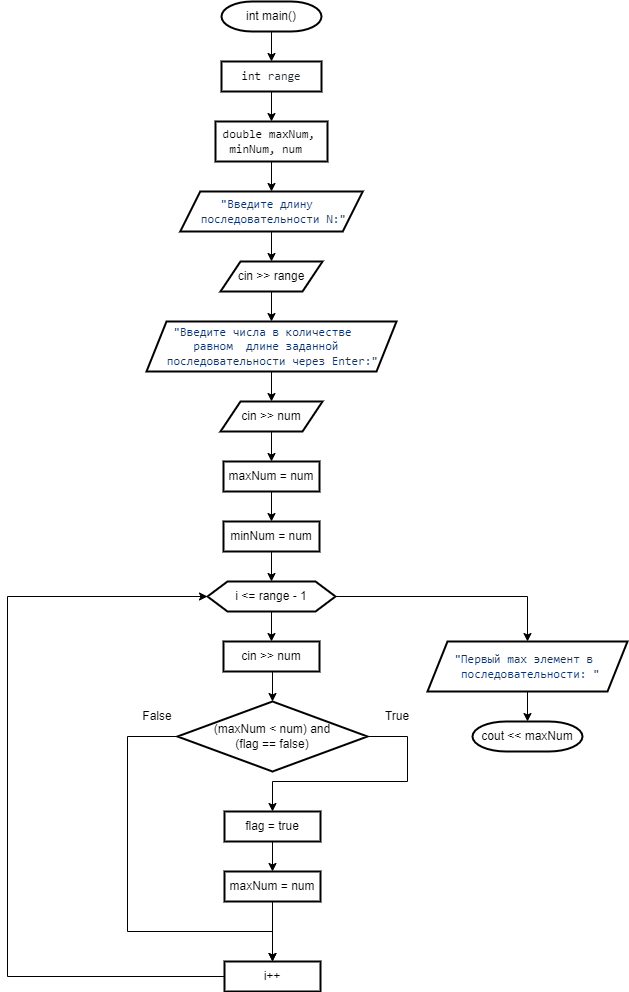 int main()
int range
double maxNum,
minNum, num
"Введите длину
последовательности N:"
cin >> range
"Введите числа в количестве
равном длине заданной
последовательности через Enter:"
cin >> num
maxNum = num
minNum = num
i <= range - 1
cin >> num
"Первый max элемент в
последовательности: "
cout << maxNum
False
True
(maxNum < num) and
(flag == false)
flag = true
maxNum = num
i++